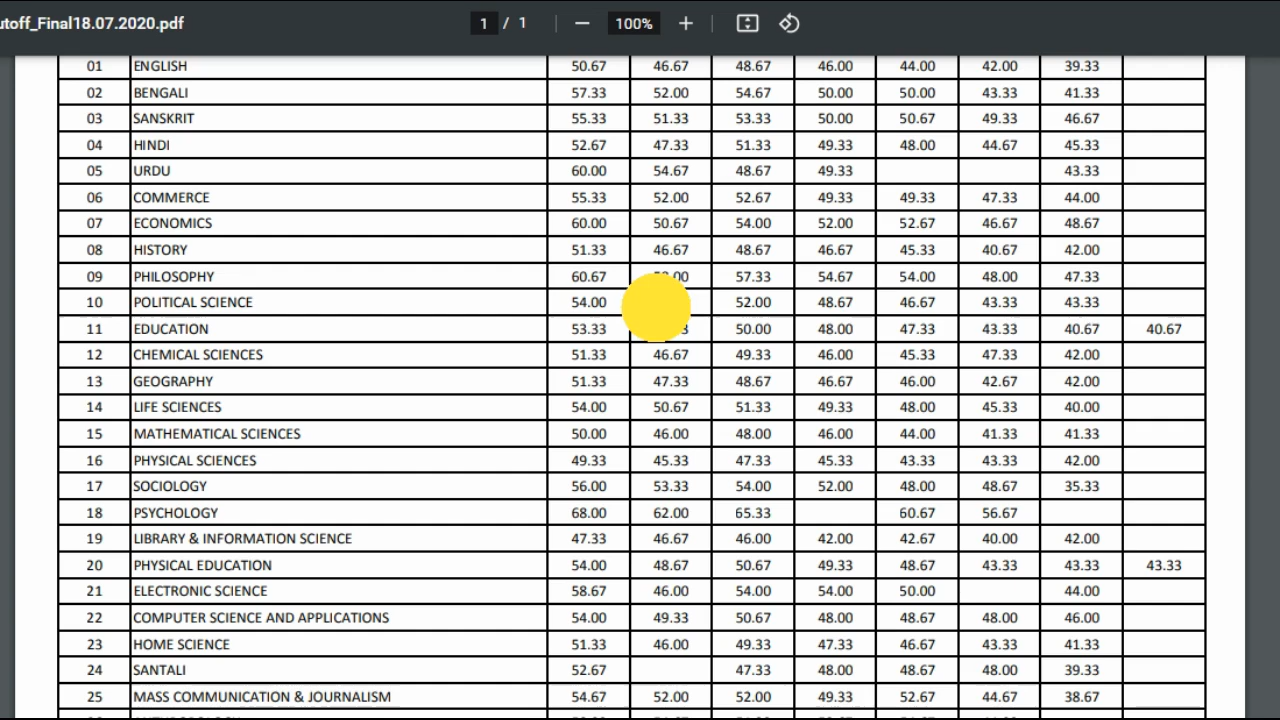 utoff_Final18.07.2020.pdf 1 / 1 100%
01 ENGLISH 50.67 46.67 48.67 46.00 44.00 42.00 39.33
02 BENGALI 57.33 52.00 54.67 50.00 50.00 43.33 41.33
03 SANSKRIT 55.33 51.33 53.33 50.00 50.67 49.33 46.67
04 HINDI 52.67 47.33 51.33 49.33 48.00 44.67 45.33
05 URDU 60.00 54.67 48.67 49.33 43.33
06 COMMERCE 55.33 52.00 52.67 49.33 49.33 47.33 44.00
07 ECONOMICS 60.00 50.67 54.00 52.00 52.67 46.67 48.67
08 HISTORY 51.33 46.67 48.67 46.67 45.33 40.67 42.00
09 PHILOSOPHY 60.67 57.33 54.67 54.00 48.00 47.33
10 POLITICAL SCIENCE 54.00 52.00 48.67 46.67 43.33 43.33
11 EDUCATION 53.33 50.00 48.00 47.33 43.33 40.67 40.67
12 CHEMICAL SCIENCES 51.33 46.67 49.33 46.00 45.33 47.33 42.00
13 GEOGRAPHY 51.33 47.33 48.67 46.67 46.00 42.67 42.00
14 LIFE SCIENCES 54.00 50.67 51.33 49.33 48.00 45.33 40.00
15 MATHEMATICAL SCIENCES 50.00 46.00 48.00 46.00 44.00 41.33 41.33
16 PHYSICAL SCIENCES 49.33 45.33 47.33 45.33 43.33 43.33 42.00
17 SOCIOLOGY 56.00 53.33 54.00 52.00 48.00 48.67 35.33
18 PSYCHOLOGY 68.00 62.00 65.33 60.67 56.67
19 LIBRARY & INFORMATION SCIENCE 47.33 46.67 46.00 42.00 42.67 40.00 42.00
20 PHYSICAL EDUCATION 54.00 48.67 50.67 49.33 48.67 43.33 43.33 43.33
21 ELECTRONIC SCIENCE 58.67 46.00 54.00 54.00 50.00 44.00
22 COMPUTER SCIENCE AND APPLICATIONS 54.00 49.33 50.67 48.00 48.67 48.00 46.00
23 HOME SCIENCE 51.33 46.00 49.33 47.33 46.67 43.33 41.33
24 SANTALI 52.67 47.33 48.00 48.67 48.00 39.33
25 MASS COMMUNICATION & JOURNALISM 54.67 52.00 52.00 49.33 52.67 44.67 38.67